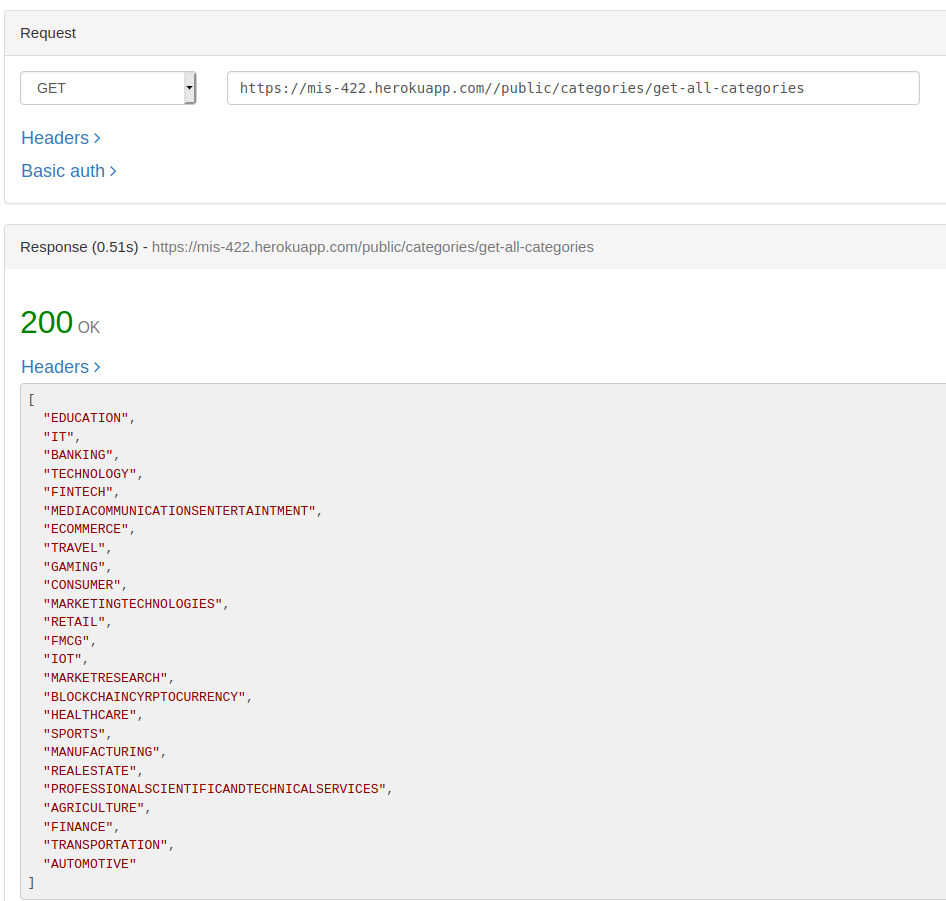 Request
GET
https://mis-422.herokuapp.com//public/categories/get-all-categories
Headers
Basic auth
Response (0.51s) - https://mis-422.herokuapp.com/public/categories/get-all-categories
200 OK
Headers
[
"EDUCATION",
"IT",
"BANKING",
"TECHNOLOGY",
"FINTECH",
"MEDIACOMMUNICATIONSENTERTAINTMENT",
"ECOMMERCE",
"TRAVEL",
"GAMING",
"CONSUMER",
"MARKETINGTECHNOLOGIES",
"RETAIL",
"FMCG",
"IOT",
"MARKETRESEARCH",
"BLOCKCHAINCYRPTOCURRENCY",
"HEALTHCARE",
"SPORTS",
"MANUFACTURING",
"REALESTATE",
"PROFESSIONALSCIENTIFICANDTECHNICALSERVICES",
"AGRICULTURE",
"FINANCE",
"TRANSPORTATION",
"AUTOMOTIVE"
]